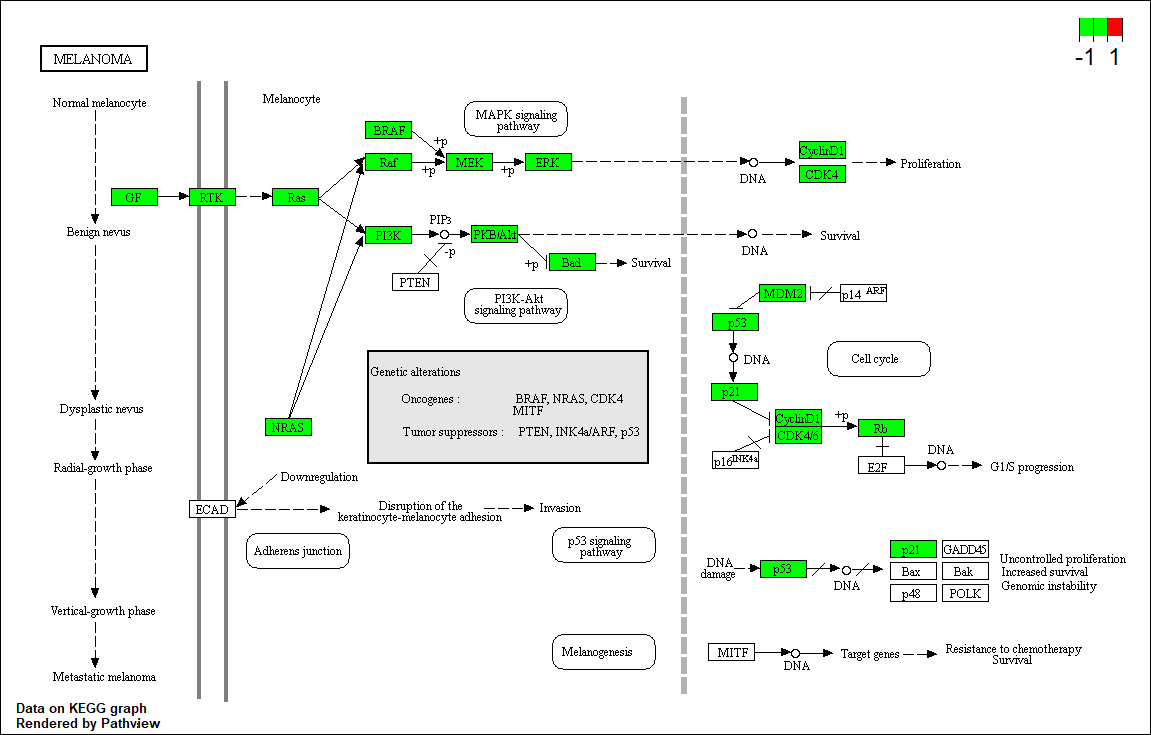 MELANOMA
-1 1
Normal melanocyte
Benign nevus
Dysplastic nevus
Radial-growth phase
Vertical-growth phase
Metastatic melanoma
Melanocyte
MAPK signaling
pathway
BRAF
+p
Raf
+p
MEK
+p
ERK
DNA
CyclinD1
CDK4
Proliferation
GF
RTK
Ras
PI3K
PIP3
-p
PTEN
PKB/Akt
+p
Bad
Survival
DNA
Survival
PI3K-Akt
signaling pathway
MDM2
p14 ARF
p53
DNA
Cell cycle
p21
CyclinD1
CDK4/6
+p
Rb
p16 INK4a
E2F
DNA
G1/S progression
Genetic alterations
Oncogenes : BRAF, NRAS, CDK4
MITF
Tumor suppressors : PTEN, INK4a/ARF, p53
NRAS
Downregulation
ECAD
Disruption of the
keratinocyte-melanocyte adhesion
Invasion
Adherens junction
p53 signaling
pathway
DNA
damage
p53
DNA
p21
GADD45
Bax
Bak
p48
POLK
Uncontrolled proliferation
Increased survival
Genomic instability
Melanogenesis
MITF
DNA
Target genes
Resistance to chemotherapy
Survival
Data on KEGG graph
Rendered by Pathview